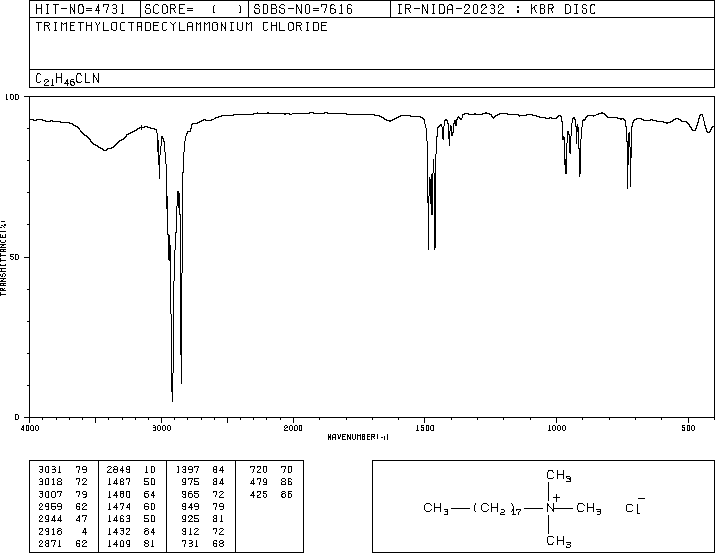 HIT-NO=4731 SCORE= ( ) SDBS-NO=7616 IR-NIDA-20232 : KBR DISC
TRIMETHYLOCTADECYLAMMONIUM CHLORIDE
C21H46CLN
100
50
0
TRANSMITTANCE(%)
4000 3000 2000 1500 1000 500
WAVENUMBER(-1)
3031 79 2849 10 1397 84 720 70
3018 72 1487 50 975 84 479 86
3007 79 1480 64 965 72 425 86
2959 62 1474 60 949 79
2944 47 1463 50 925 81
2918 4 1432 84 912 72
2871 62 1409 81 731 68
CH3
CH3—(CH2)17—N+—CH3 Cl−
CH3